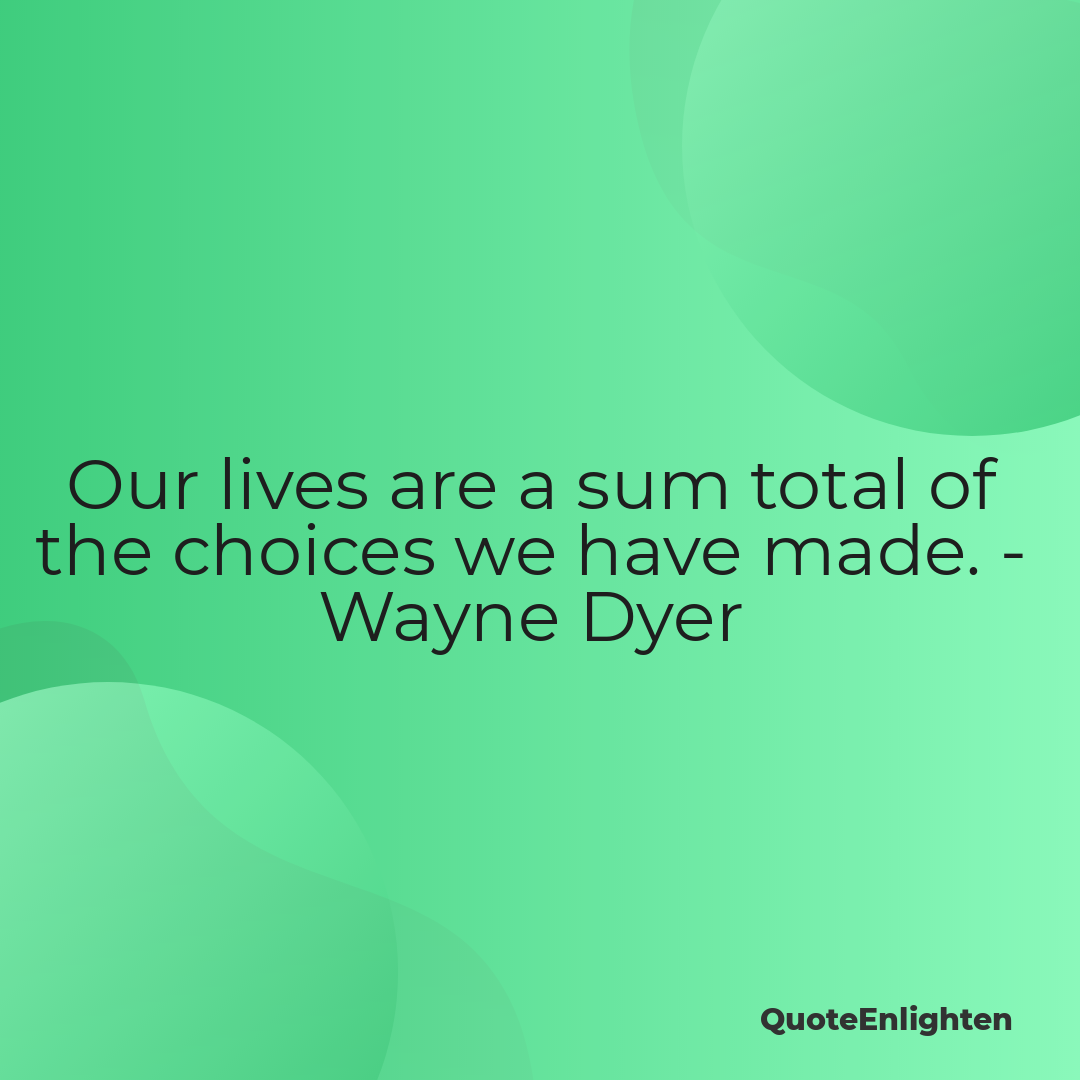 Our lives are a sum total of
the choices we have made. -
Wayne Dyer
QuoteEnlighten